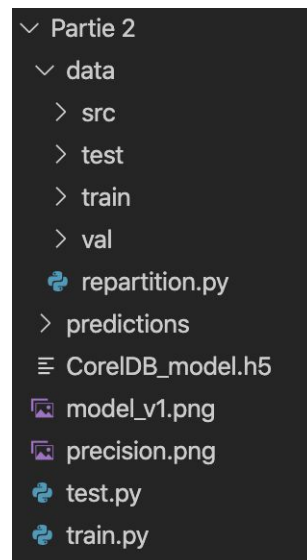 Partie 2
data
src
test
train
val
repartition.py
predictions
CorelDB_model.h5
model_v1.png
precision.png
test.py
train.py